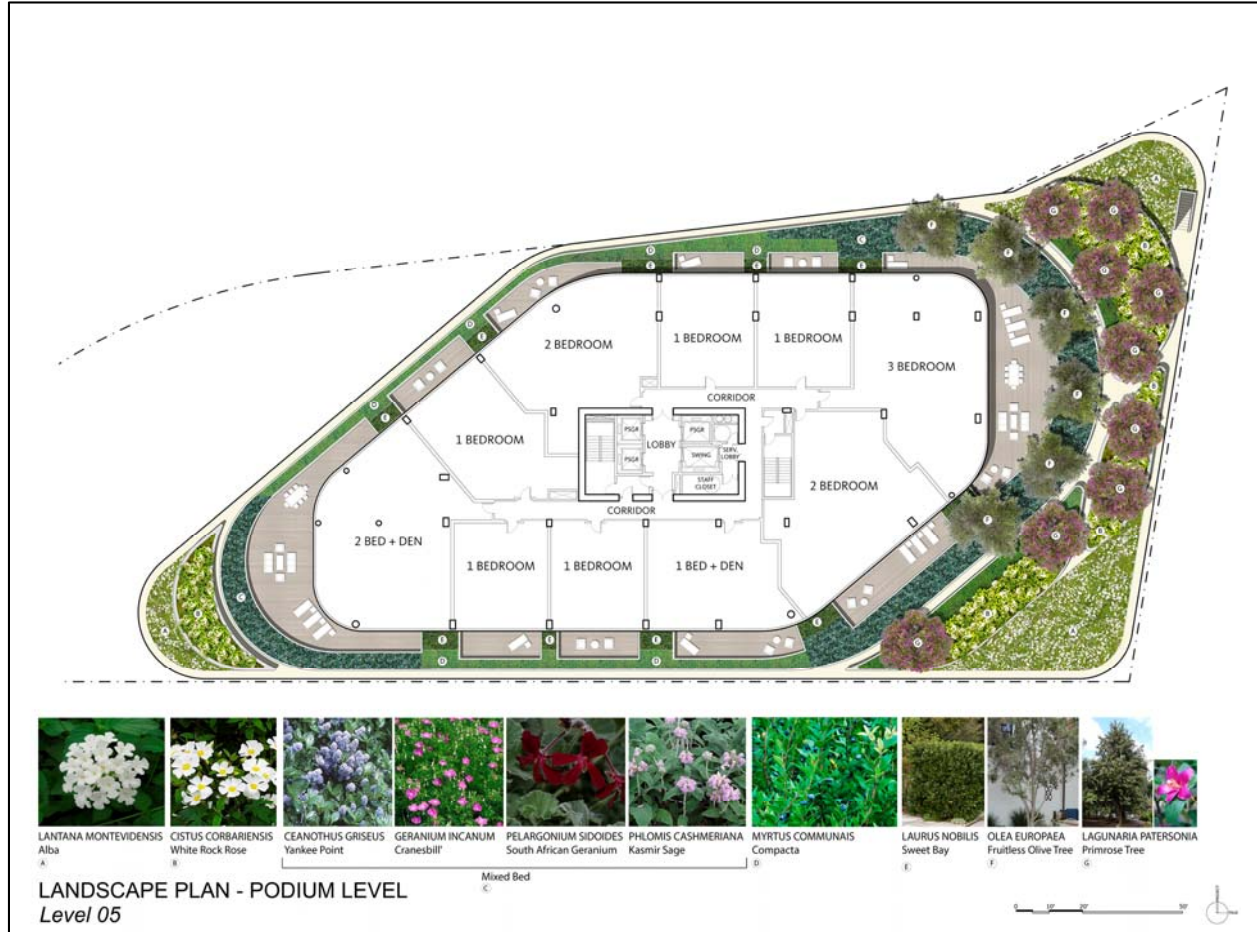 A
G
G
F
C
B
D
D
F
G
E
E
E
G
F
D
E
2 BEDROOM
1 BEDROOM
1 BEDROOM
G
3 BEDROOM
D
E
CORRIDOR
F
B
1 BEDROOM
PSGR
PSGR
LOBBY
G
PSGR
SWING
SERV.
LOBBY
STAFF
CLOSET
F
2 BEDROOM
G
CORRIDOR
F
B
2 BED + DEN
1 BEDROOM
1 BEDROOM
1 BED + DEN
G
C
B
A
E
B
A
E
E
E
G
D
D
LANTANA MONTEVIDENSIS
Alba
A
CISTUS CORBARIENSIS
White Rock Rose
B
CEANOTHUS GRISEUS
Yankee Point
GERANIUM INCANUM
Cranesbill'
PELARGONIUM SIDOIDES
South African Geranium
PHLOMIS CASHMERIANA
Kasmir Sage
Mixed Bed
C
MYRTUS COMMUNAIS
Compacta
D
LAURUS NOBILIS
Sweet Bay
E
OLEA EUROPAEA
Fruitless Olive Tree
F
LAGUNARIA PATERSONIA
Primrose Tree
G
LANDSCAPE PLAN - PODIUM LEVEL
Level 05
0 10' 20' 50'